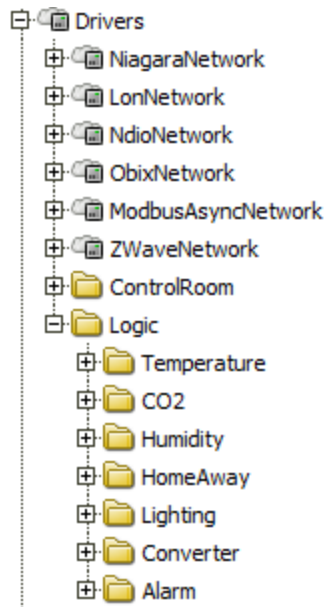 Drivers
NiagaraNetwork
LonNetwork
NdioNetwork
ObixNetwork
ModbusAsyncNetwork
ZWaveNetwork
ControlRoom
Logic
Temperature
CO2
Humidity
HomeAway
Lighting
Converter
Alarm